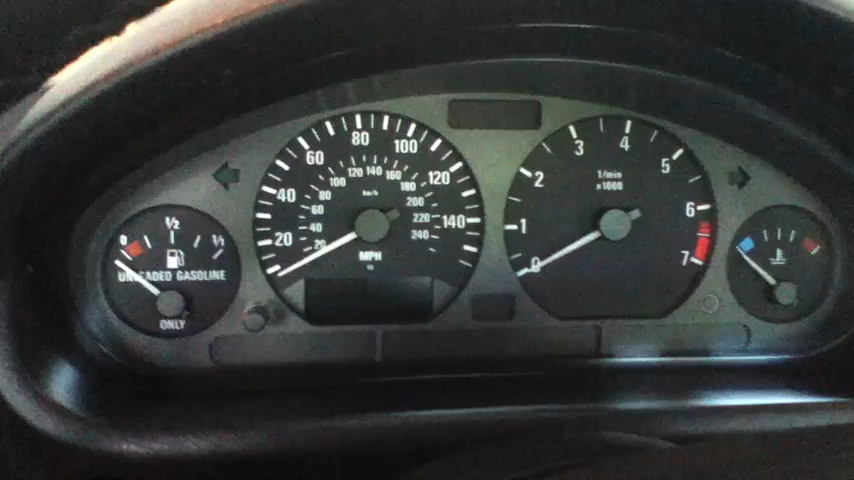 0 1/2 1/1
UNLEADED GASOLINE
ONLY
20 40 60 80 100 120 140
20 40 60 80 100 120 140 160 180 200 220 240
km/h
MPH
0 1 2 3 4 5 6 7
1/min
x1000